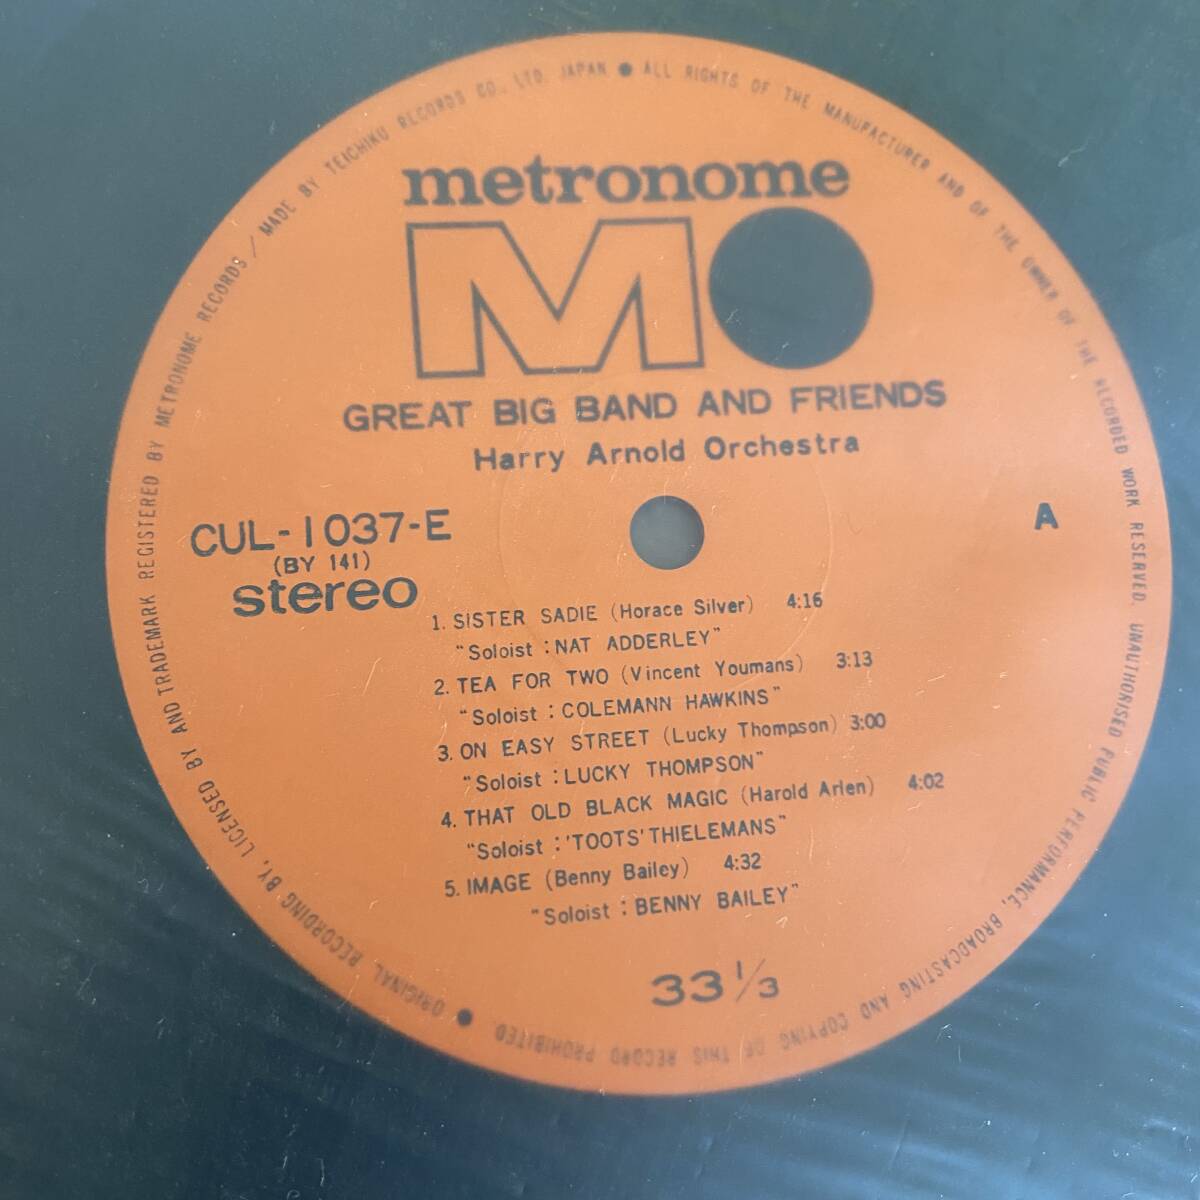 metronome
MO
GREAT BIG BAND AND FRIENDS
Harry Arnold Orchestra
CUL-1037-E
(BY 141)
stereo
A
1. SISTER SADIE (Horace Silver) 4:16
"Soloist : NAT ADDERLEY"
2. TEA FOR TWO (Vincent Youmans) 3:13
"Soloist : COLEMANN HAWKINS"
3. ON EASY STREET (Lucky Thompson) 3:00
"Soloist : LUCKY THOMPSON"
4. THAT OLD BLACK MAGIC (Harold Arlen) 4:02
"Soloist : 'TOOTS' THIELEMANS"
5. IMAGE (Benny Bailey) 4:32
"Soloist : BENNY BAILEY"
33 1/3
● ORIGINAL RECORDING BY, LICENSED BY AND TRADEMARK REGISTERED BY METRONOME RECORDS / MADE BY TEICHIKU RECORDS CO., LTD. JAPAN ● ALL RIGHTS OF THE MANUFACTURER AND OF THE OWNER OF THE RECORDED WORK RESERVED. UNAUTHORISED PUBLIC PERFORMANCE, BROADCASTING AND COPYING OF THIS RECORD PROHIBITED.